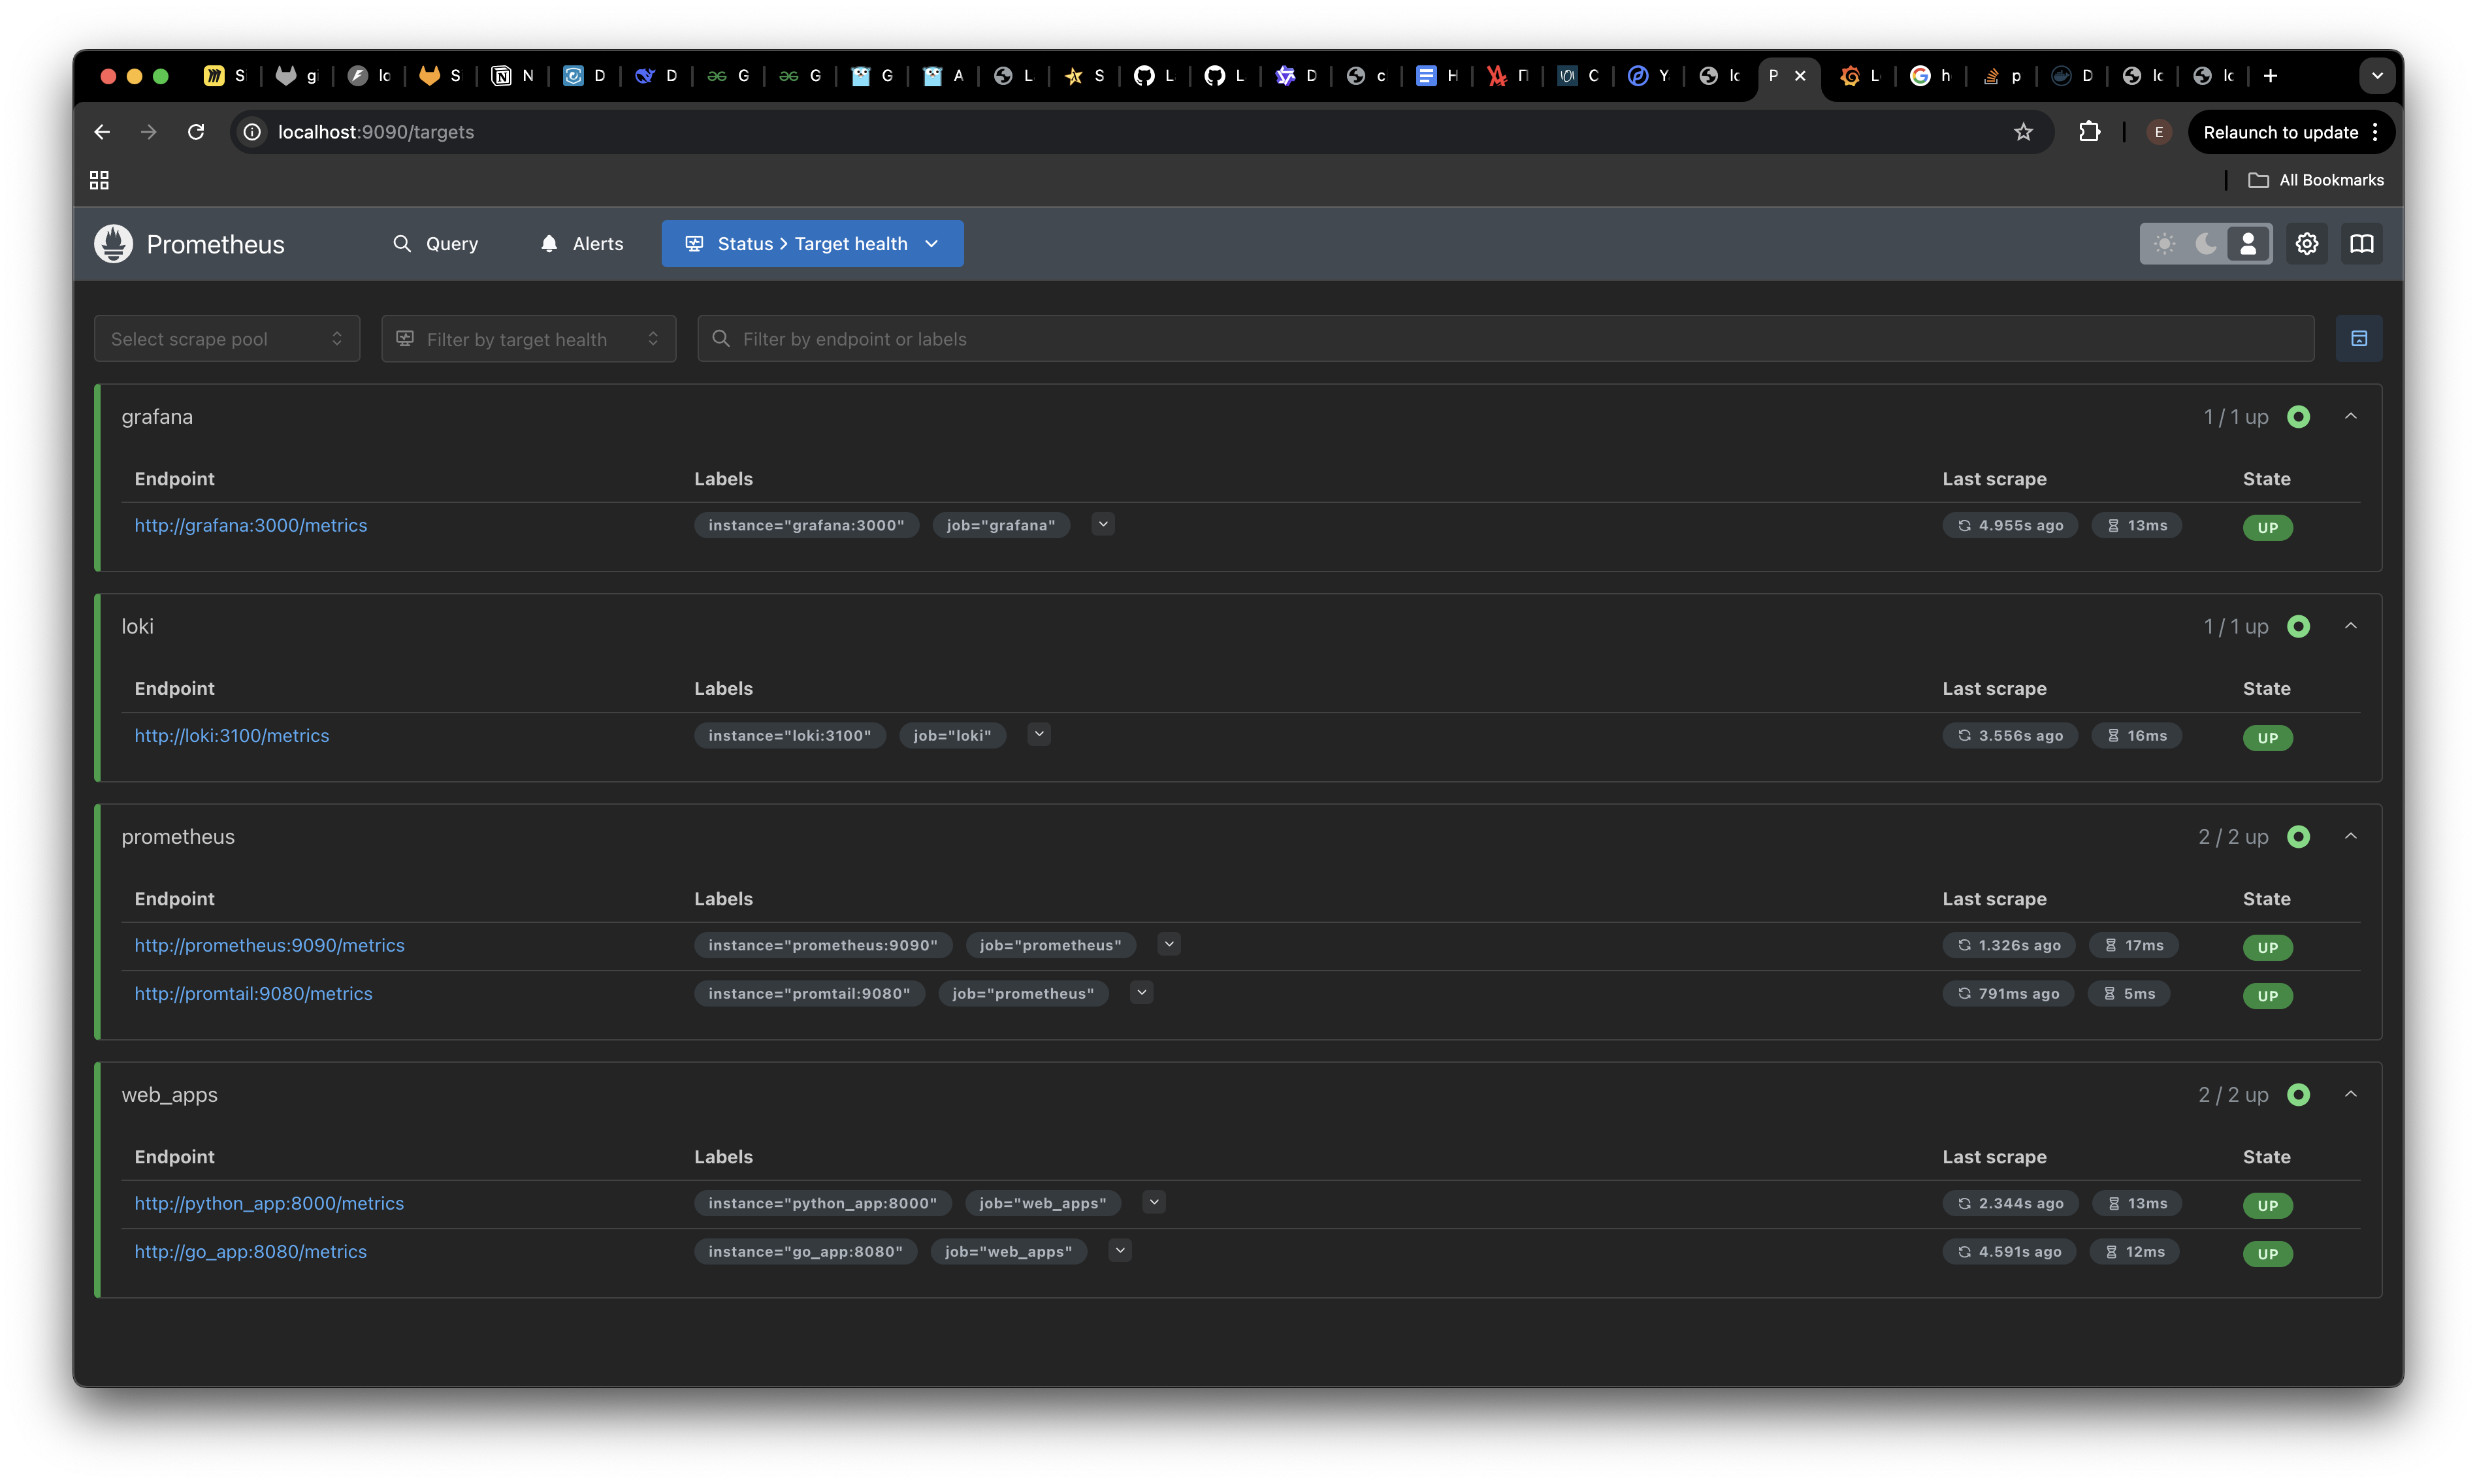 S g lc S N D D G G G A L S L L D c H П C Y lc P L h p D lc lc
localhost:9090/targets E Relaunch to update
All Bookmarks
Prometheus Query Alerts Status > Target health
Select scrape pool Filter by target health Filter by endpoint or labels
grafana 1 / 1 up
Endpoint Labels Last scrape State
http://grafana:3000/metrics instance="grafana:3000" job="grafana" 4.955s ago 13ms UP
loki 1 / 1 up
Endpoint Labels Last scrape State
http://loki:3100/metrics instance="loki:3100" job="loki" 3.556s ago 16ms UP
prometheus 2 / 2 up
Endpoint Labels Last scrape State
http://prometheus:9090/metrics instance="prometheus:9090" job="prometheus" 1.326s ago 17ms UP
http://promtail:9080/metrics instance="promtail:9080" job="prometheus" 791ms ago 5ms UP
web_apps 2 / 2 up
Endpoint Labels Last scrape State
http://python_app:8000/metrics instance="python_app:8000" job="web_apps" 2.344s ago 13ms UP
http://go_app:8080/metrics instance="go_app:8080" job="web_apps" 4.591s ago 12ms UP